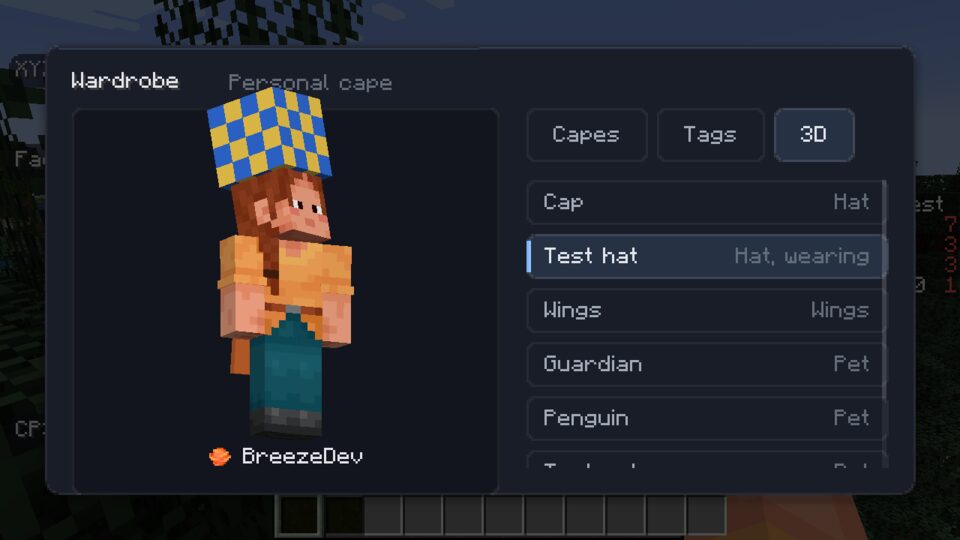 Wardrobe
Personal cape
Capes
Tags
3D
Cap
Hat
Test hat
Hat, wearing
Wings
Wings
Guardian
Pet
Penguin
Pet
BreezeDev